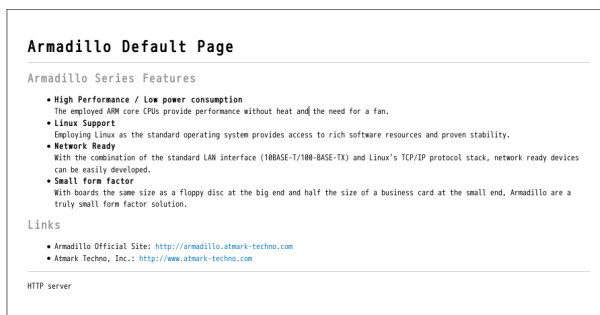 Armadillo Default Page
Armadillo Series Features
● High Performance / Low power consumption
The employed ARM core CPUs provide performance without heat and the need for a fan.
● Linux Support
Employing Linux as the standard operating system provides access to rich software resources and proven stability.
● Network Ready
With the combination of the standard LAN interface (10BASE-T/100-BASE-TX) and Linux's TCP/IP protocol stack, network ready devices
can be easily developed.
● Small form factor
With boards the same size as a floppy disc at the big end and half the size of a business card at the small end, Armadillo are a
truly small form factor solution.
Links
● Armadillo Official Site: http://armadillo.atmark-techno.com
● Atmark Techno, Inc.: http://www.atmark-techno.com
HTTP server